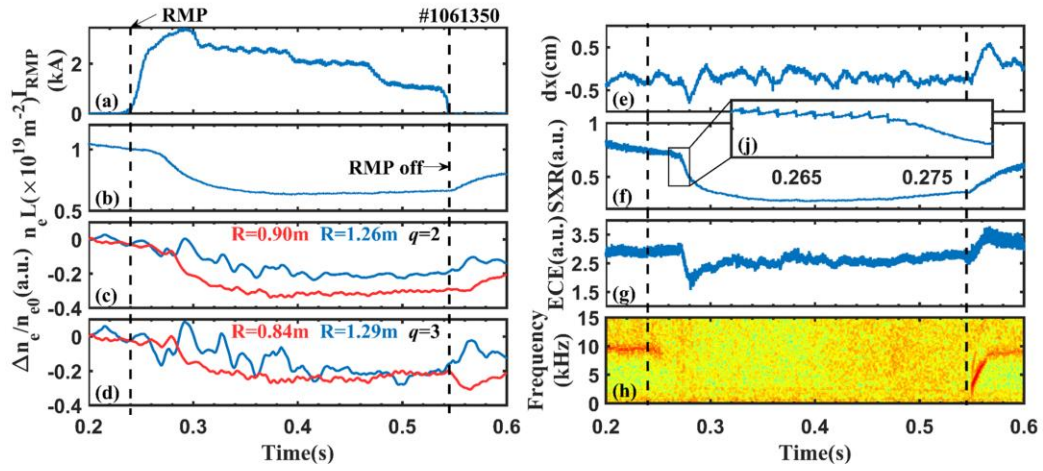 RMP
#1061350
I_RMP (kA)
2
0
(a)
n_eL(×10^19 m^-2)
1
0.5
(b)
RMP off
Δn_e/n_e0(a.u.)
0
-0.2
-0.4
R=0.90m R=1.26m q=2
(c)
0
-0.2
-0.4
R=0.84m R=1.29m q=3
(d)
0.2 0.3 0.4 0.5 0.6
Time(s)
dx(cm)
0.5
-0.5
(e)
SXR(a.u.)
1
0.5
(f)
(j)
0.265 0.275
ECE(a.u.)
3.5
2.5
1.5
(g)
Frequency (kHz)
15
10
5
0
(h)
0.2 0.3 0.4 0.5 0.6
Time(s)